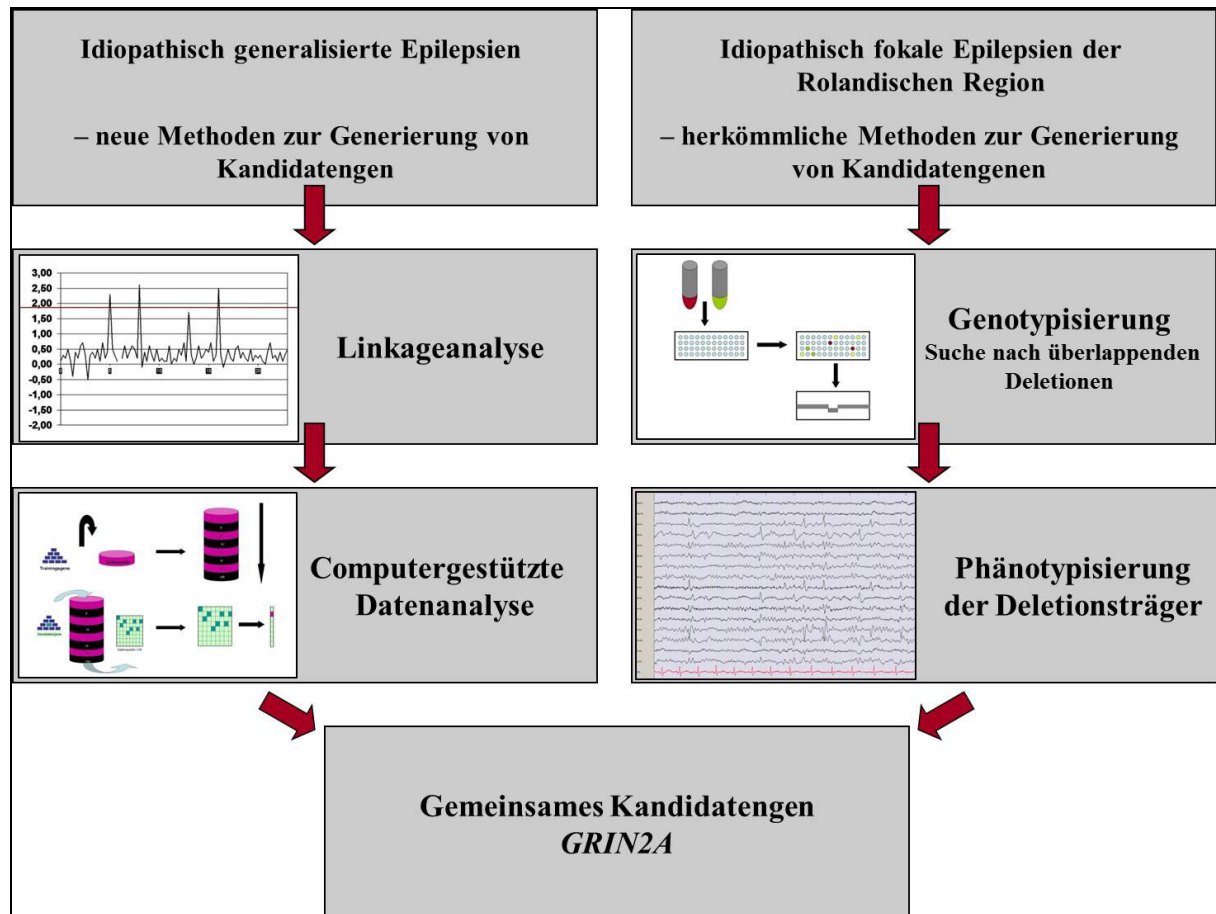 Idiopathisch generalisierte Epilepsien
– neue Methoden zur Generierung von
Kandidatengen
Idiopathisch fokale Epilepsien der
Rolandischen Region
– herkömmliche Methoden zur Generierung
von Kandidatengenen
3,00
2,50
2,00
1,50
1,00
0,50
0,00
-0,50
-1,00
-1,50
-2,00
Linkageanalyse
Genotypisierung
Suche nach überlappenden
Deletionen
Trainingsgene
Computergestützte
Datenanalyse
Phänotypisierung
der Deletionsträger
Gemeinsames Kandidatengen
GRIN2A